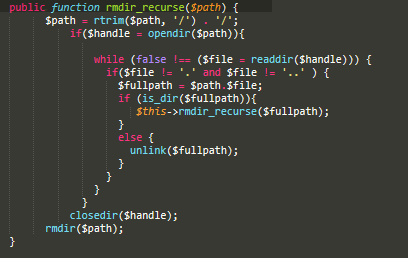 public function rmdir_recurse($path) {
$path = rtrim($path, '/') . '/';
if($handle = opendir($path)){
while (false !== ($file = readdir($handle))) {
if($file != '.' and $file != '..' ) {
$fullpath = $path.$file;
if (is_dir($fullpath)){
$this->rmdir_recurse($fullpath);
}
else {
unlink($fullpath);
}
}
}
}
closedir($handle);
rmdir($path);
}